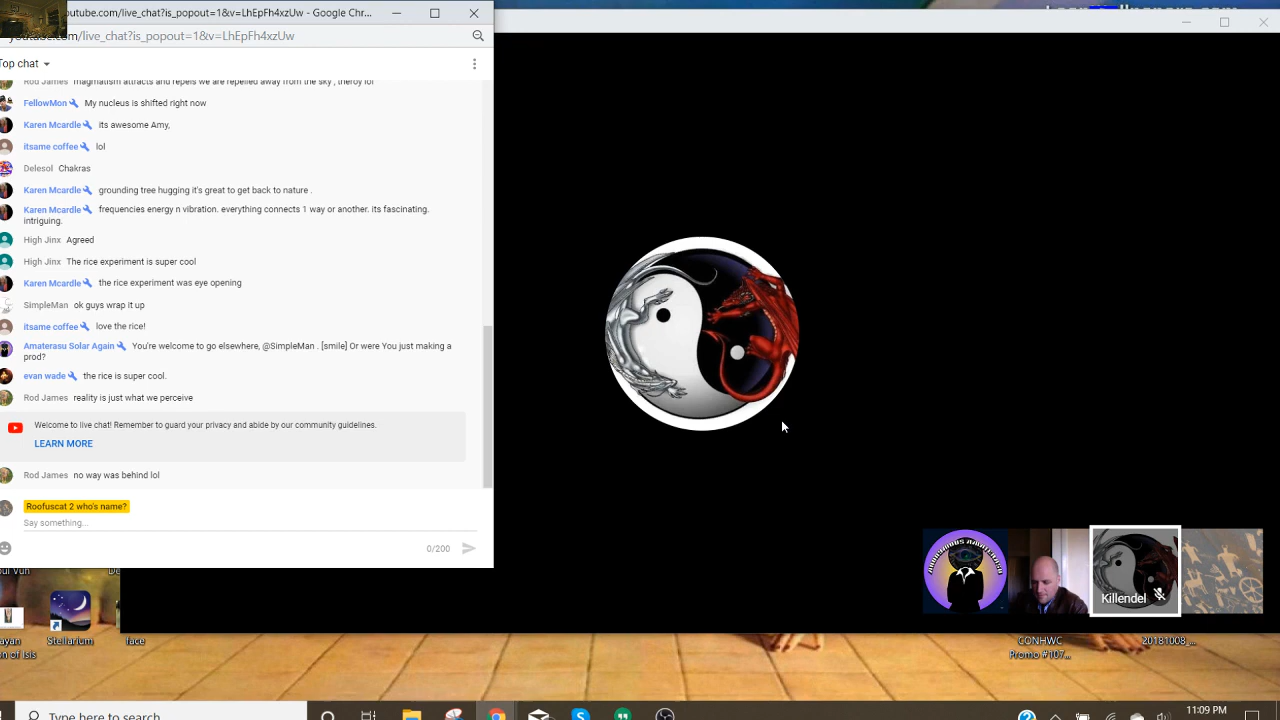 youtube.com/live_chat?is_popout=1&v=LhEpFh4xzUw - Google Chr...
youtube.com/live_chat?is_popout=1&v=LhEpFh4xzUw
Top chat
Rod James magmatism attracts and repels we are repelled away from the sky , theroy lol
FellowMon My nucleus is shifted right now
Karen Mcardle its awesome Amy,
itsame coffee lol
Delesol Chakras
Karen Mcardle grounding tree hugging it's great to get back to nature .
Karen Mcardle frequencies energy n vibration. everything connects 1 way or another. its fascinating.
intriguing.
High Jinx Agreed
High Jinx The rice experiment is super cool
Karen Mcardle the rice experiment was eye opening
SimpleMan ok guys wrap it up
itsame coffee love the rice!
Amaterasu Solar Again You're welcome to go elsewhere, @SimpleMan . [smile] Or were You just making a
prod?
evan wade the rice is super cool.
Rod James reality is just what we perceive
Welcome to live chat! Remember to guard your privacy and abide by our community guidelines.
LEARN MORE
Rod James no way was behind lol
Roofuscat 2 who's name?
Say something...
0/200
Killendel
Stellarium
face
on of Isis
CONHWC
Promo #107...
20181008_...
Type here to search
11:09 PM